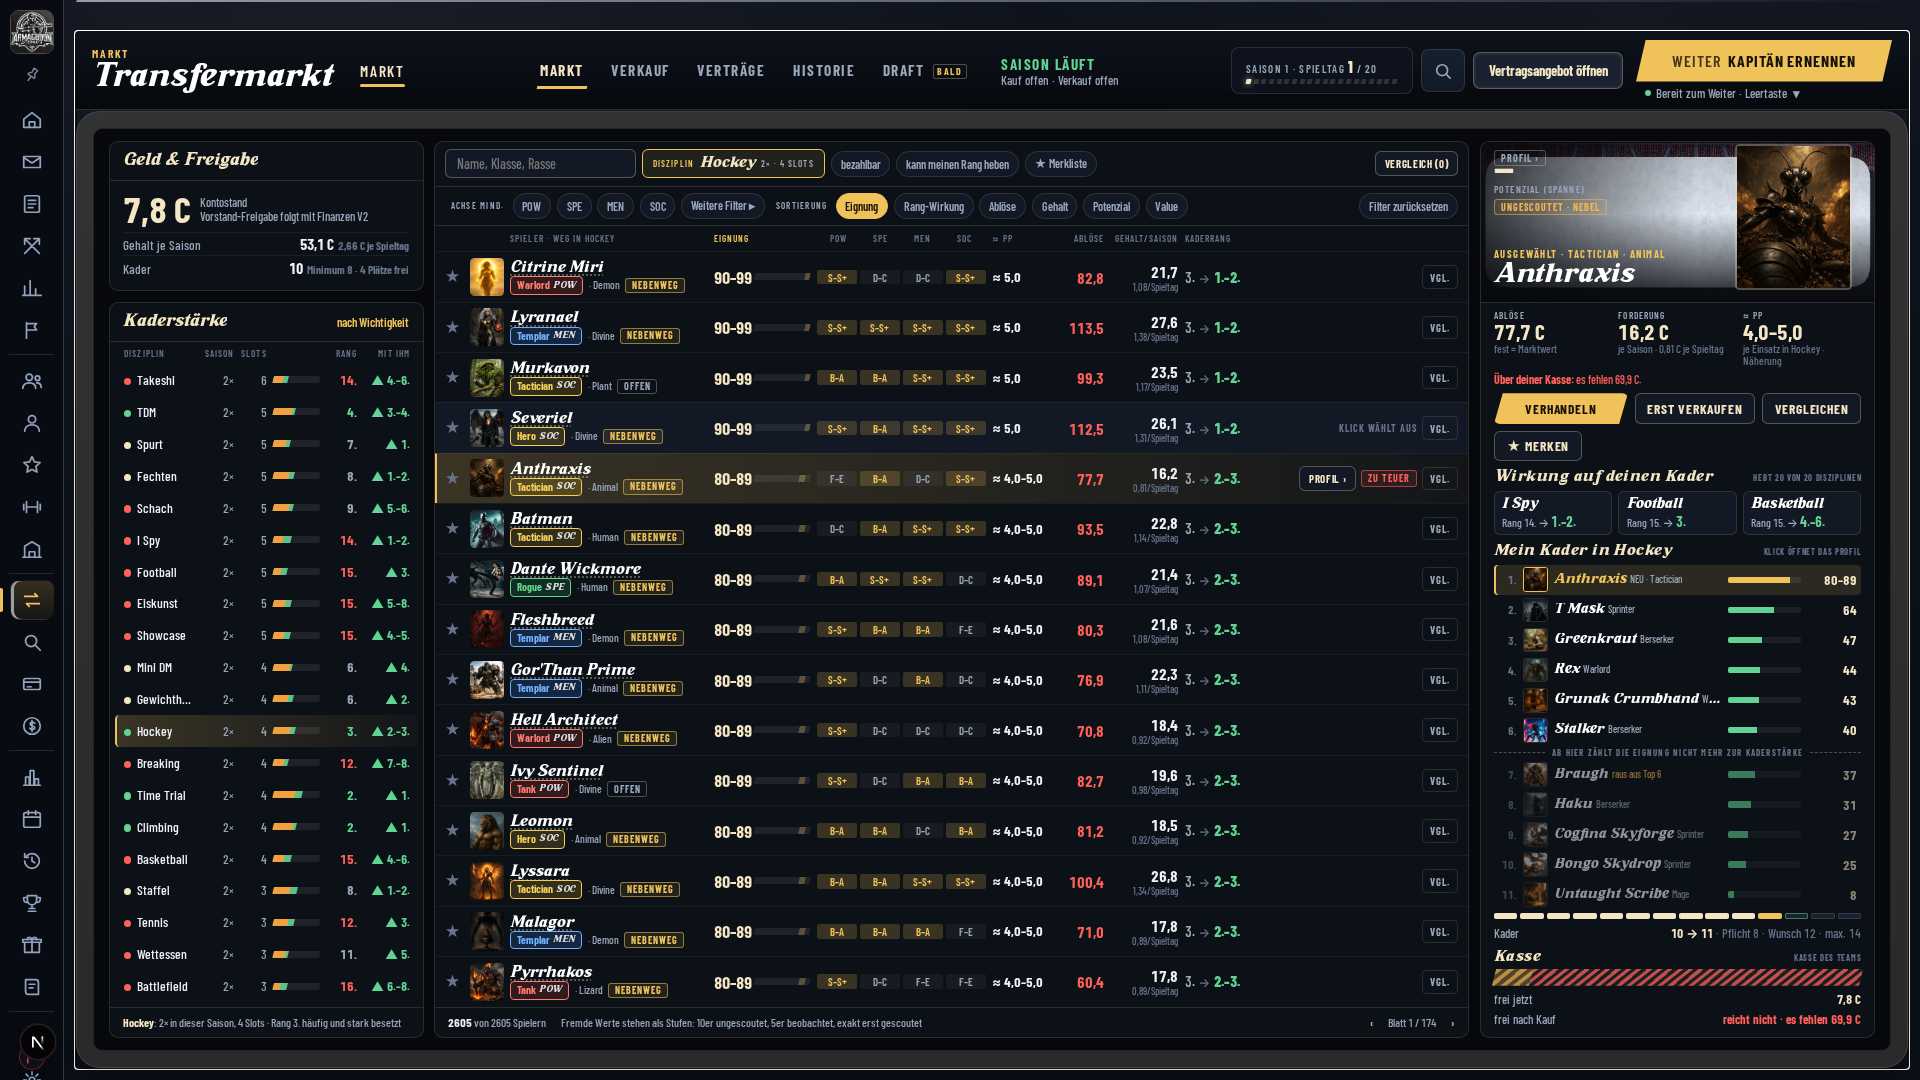 MARKT
Transfermarkt
MARKT
MARKT VERKAUF VERTRÄGE HISTORIE DRAFT BALD
SAISON LÄUFT
Kauf offen · Verkauf offen
SAISON 1 · SPIELTAG 1 / 20
Vertragsangebot öffnen
WEITER KAPITÄN ERNENNEN
Bereit zum Weiter · Leertaste ▼
Geld & Freigabe
7,8 C
Kontostand
Vorstand-Freigabe folgt mit Finanzen V2
Gehalt je Saison 53,1 C 2,66 C je Spieltag
Kader 10 Minimum 8 · 4 Plätze frei
Kaderstärke nach Wichtigkeit
DISZIPLIN SAISON SLOTS RANG MIT IHM
Takeshi 2× 6 14. ▲ 4.-6.
TDM 2× 5 4. ▲ 3.-4.
Spurt 2× 5 7. ▲ 1.
Fechten 2× 5 8. ▲ 1.-2.
Schach 2× 5 9. ▲ 5.-6.
I Spy 2× 5 14. ▲ 1.-2.
Football 2× 5 15. ▲ 3.
Eiskunst 2× 5 15. ▲ 5.-8.
Showcase 2× 5 15. ▲ 4.-5.
Mini DM 2× 4 6. ▲ 4.
Gewichth... 2× 4 6. ▲ 2.
Hockey 2× 4 3. ▲ 2.-3.
Breaking 2× 4 12. ▲ 7.-8.
Time Trial 2× 4 2. ▲ 1.
Climbing 2× 4 2. ▲ 1.
Basketball 2× 4 15. ▲ 4.-6.
Staffel 2× 3 8. ▲ 1.-2.
Tennis 2× 3 12. ▲ 3.
Wettessen 2× 3 11. ▲ 5.
Battlefield 2× 3 16. ▲ 6.-8.
Hockey: 2× in dieser Saison, 4 Slots · Rang 3. häufig und stark besetzt
Name, Klasse, Rasse
DISZIPLIN Hockey 2× · 4 SLOTS
bezahlbar
kann meinen Rang heben
★ Merkliste
VERGLEICH (0)
ACHSE MIND. POW SPE MEN SOC Weitere Filter ▸ SORTIERUNG Eignung Rang-Wirkung Ablöse Gehalt Potenzial Value Filter zurücksetzen
SPIELER · WEG IN HOCKEY EIGNUNG POW SPE MEN SOC ≈ PP ABLÖSE GEHALT/SAISON KADERRANG
★ Citrine Miri 90-99 S-S+ D-C D-C S-S+ ≈ 5,0 82,8 21,7 3. → 1.-2. VGL.
Warlord POW · Demon NEBENWEG 1,08/Spieltag
★ Lyranael 90-99 S-S+ S-S+ S-S+ S-S+ ≈ 5,0 113,5 27,6 3. → 1.-2. VGL.
Templar MEN · Divine NEBENWEG 1,38/Spieltag
★ Murkavon 90-99 B-A B-A S-S+ S-S+ ≈ 5,0 99,3 23,5 3. → 1.-2. VGL.
Tactician SOC · Plant OFFEN 1,17/Spieltag
★ Severiel 90-99 S-S+ B-A S-S+ S-S+ ≈ 5,0 112,5 26,1 3. → 1.-2. KLICK WÄHLT AUS VGL.
Hero SOC · Divine NEBENWEG 1,31/Spieltag
★ Anthraxis 80-89 F-E B-A D-C S-S+ ≈ 4,0-5,0 77,7 16,2 3. → 2.-3. PROFIL › ZU TEUER VGL.
Tactician SOC · Animal NEBENWEG 0,81/Spieltag
★ Batman 80-89 D-C B-A S-S+ S-S+ ≈ 4,0-5,0 93,5 22,8 3. → 2.-3. VGL.
Tactician SOC · Human NEBENWEG 1,14/Spieltag
★ Dante Wickmore 80-89 B-A S-S+ S-S+ D-C ≈ 4,0-5,0 89,1 21,4 3. → 2.-3. VGL.
Rogue SPE · Human NEBENWEG 1,07/Spieltag
★ Fleshbreed 80-89 S-S+ B-A B-A F-E ≈ 4,0-5,0 80,3 21,6 3. → 2.-3. VGL.
Templar MEN · Demon NEBENWEG 1,08/Spieltag
★ Gor'Than Prime 80-89 S-S+ D-C B-A D-C ≈ 4,0-5,0 76,9 22,3 3. → 2.-3. VGL.
Templar MEN · Animal NEBENWEG 1,11/Spieltag
★ Hell Architect 80-89 S-S+ D-C D-C S-S+ ≈ 4,0-5,0 70,8 18,4 3. → 2.-3. VGL.
Warlord POW · Alien NEBENWEG 0,92/Spieltag
★ Ivy Sentinel 80-89 S-S+ D-C B-A B-A ≈ 4,0-5,0 82,7 19,6 3. → 2.-3. VGL.
Tank POW · Divine OFFEN 0,98/Spieltag
★ Leomon 80-89 B-A B-A D-C B-A ≈ 4,0-5,0 81,2 18,5 3. → 2.-3. VGL.
Hero SOC · Animal NEBENWEG 0,92/Spieltag
★ Lyssara 80-89 B-A B-A S-S+ S-S+ ≈ 4,0-5,0 100,4 26,8 3. → 2.-3. VGL.
Tactician SOC · Divine NEBENWEG 1,34/Spieltag
★ Malagor 80-89 B-A B-A B-A F-E ≈ 4,0-5,0 71,0 17,8 3. → 2.-3. VGL.
Templar MEN · Demon NEBENWEG 0,89/Spieltag
★ Pyrrhakos 80-89 S-S+ D-C F-E F-E ≈ 4,0-5,0 60,4 17,8 3. → 2.-3. VGL.
Tank POW · Lizard NEBENWEG 0,89/Spieltag
2605 von 2605 Spielern Fremde Werte stehen als Stufen: 10er ungescoutet, 5er beobachtet, exakt erst gescoutet ‹ Blatt 1 / 174 ›
PROFIL ›
POTENZIAL (SPANNE)
UNGESCOUTET · NEBEL
AUSGEWÄHLT · TACTICIAN · ANIMAL
Anthraxis
ABLÖSE FORDERUNG ≈ PP
77,7 C 16,2 C 4,0-5,0
fest = Marktwert je Saison · 0,81 C je Spieltag je Einsatz in Hockey · Näherung
Über deiner Kasse: es fehlen 69,9 C.
VERHANDELN ERST VERKAUFEN VERGLEICHEN
★ MERKEN
Wirkung auf deinen Kader HEBT 20 VON 20 DISZIPLINEN
I Spy Football Basketball
Rang 14. → 1.-2. Rang 15. → 3. Rang 15. → 4.-6.
Mein Kader in Hockey KLICK ÖFFNET DAS PROFIL
1. Anthraxis NEU · Tactician 80-89
2. T Mask Sprinter 64
3. Greenkraut Berserker 47
4. Rex Warlord 44
5. Grunak Crumbhand W... 43
6. Stalker Berserker 40
AB HIER ZÄHLT DIE EIGNUNG NICHT MEHR ZUR KADERSTÄRKE
7. Braugh raus aus Top 6 37
8. Haku Berserker 31
9. Cogfina Skyforge Sprinter 27
10. Bongo Skydrop Sprinter 25
11. Untaught Scribe Mage 8
Kader 10 → 11 · Pflicht 8 · Wunsch 12 · max. 14
Kasse KASSE DES TEAMS
frei jetzt 7,8 C
frei nach Kauf reicht nicht · es fehlen 69,9 C
N